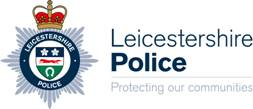 LEICESTERSHIRE
POLICE
Leicestershire
Police
Protecting our communities